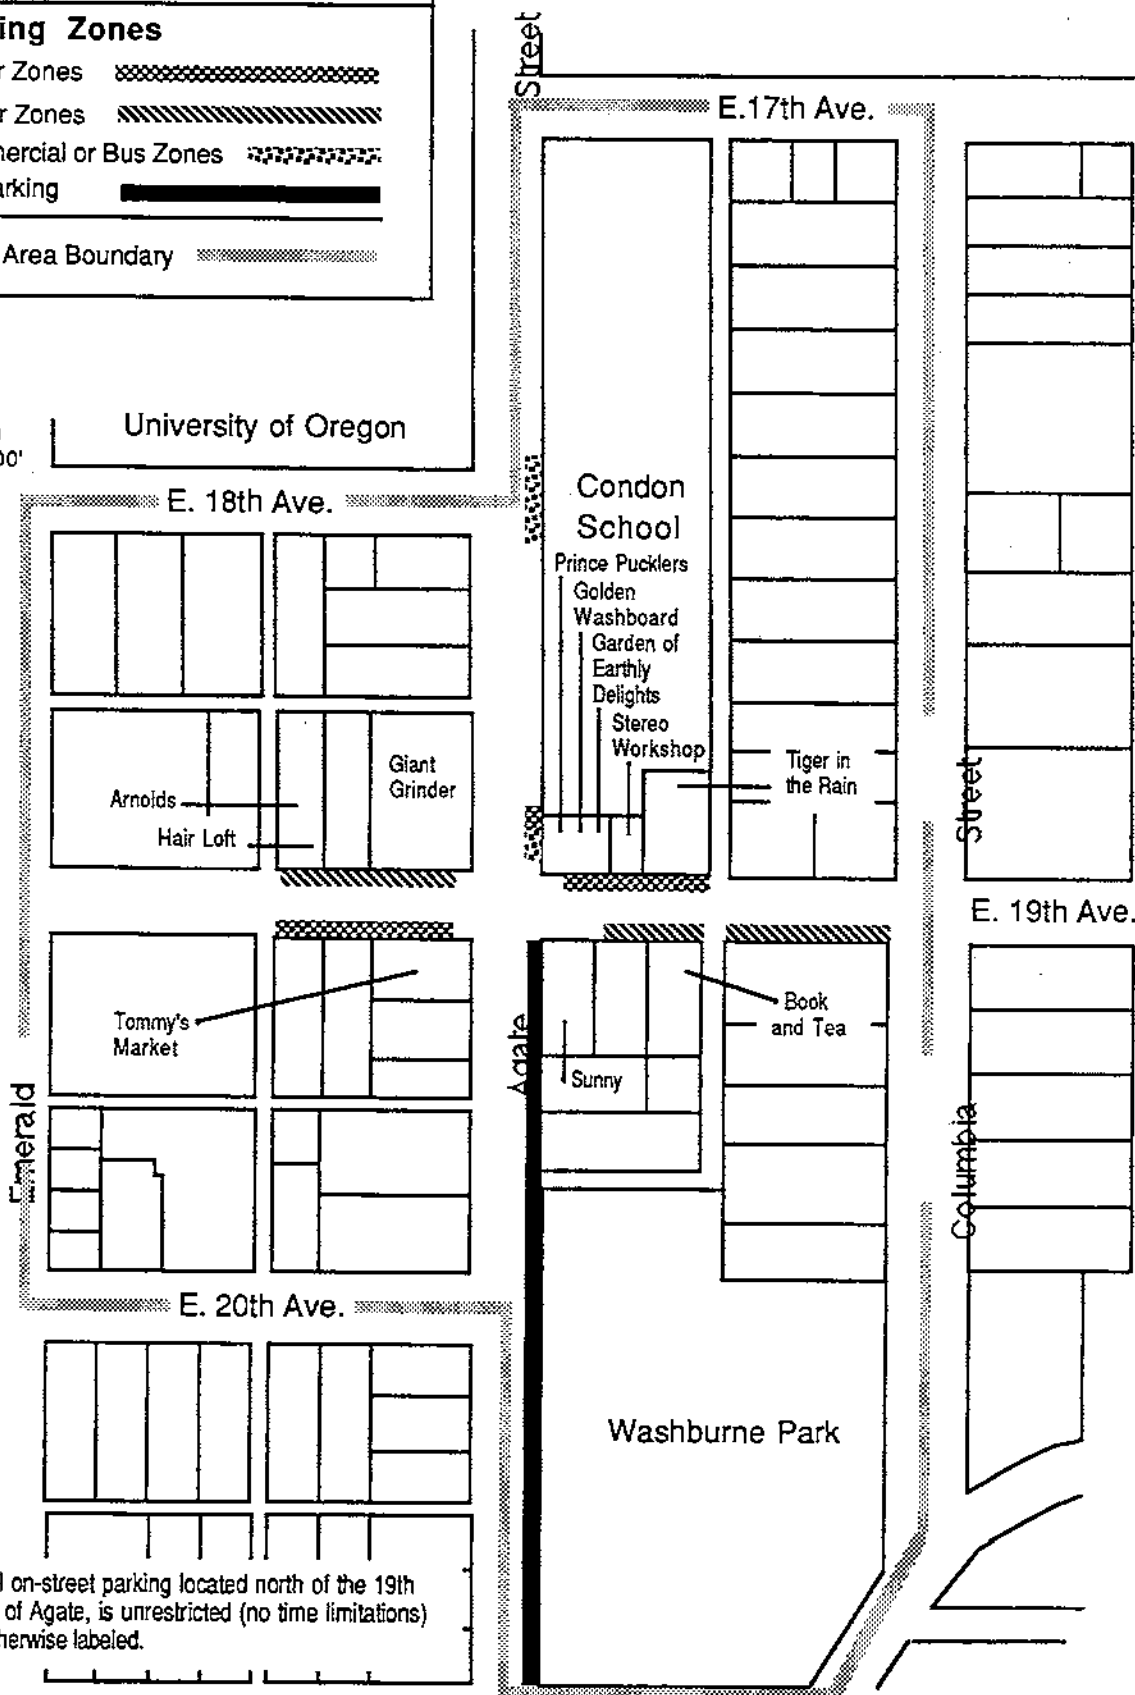 ing Zones
r Zones
r Zones
nercial or Bus Zones
arking
Area Boundary
Street
E.17th Ave.
University of Oregon
00'
E. 18th Ave.
Condon
School
Prince Pucklers
Golden
Washboard
Garden of
Earthly
Delights
Stereo
Workshop
Giant
Grinder
Arnolds
Hair Loft
Tiger in
the Rain
Street
E. 19th Ave.
Tommy's
Market
Agate
Book
and Tea
Sunny
Emerald
Columbia
E. 20th Ave.
Washburne Park
l on-street parking located north of the 19th
of Agate, is unrestricted (no time limitations)
herwise labeled.